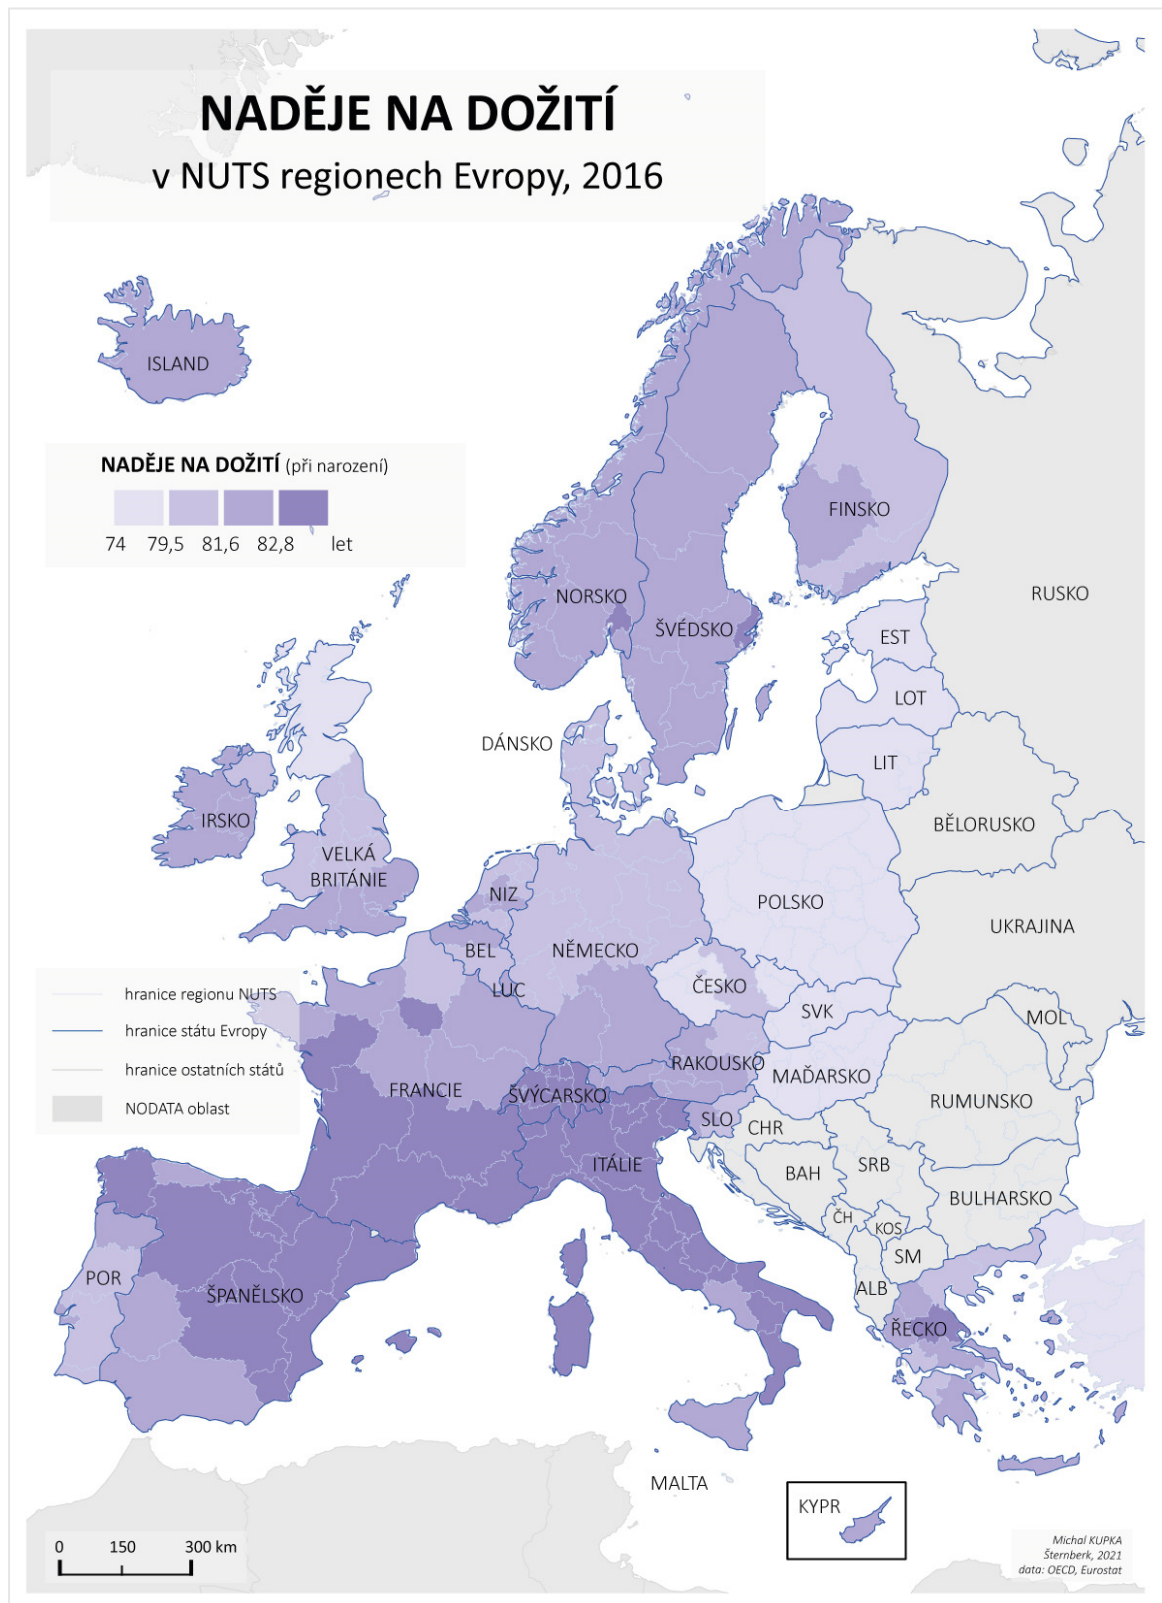 NADĚJE NA DOŽITÍ
v NUTS regionech Evropy, 2016
ISLAND
NADĚJE NA DOŽITÍ (při narození)
74 79,5 81,6 82,8 let
FINSKO
RUSKO
NORSKO
ŠVÉDSKO
EST
LOT
DÁNSKO
LIT
IRSKO
BĚLORUSKO
VELKÁ
BRITÁNIE
NIZ
POLSKO
UKRAJINA
BEL
NĚMECKO
ČESKO
LUC
hranice regionu NUTS
SVK
MOL
hranice státu Evropy
RAKOUSKO
hranice ostatních států
MAĎARSKO
FRANCIE
ŠVÝCARSKO
RUMUNSKO
NODATA oblast
SLO
CHR
ITÁLIE
BAH
SRB
BULHARSKO
ČH
KOS
SM
POR
ALB
ŠPANĚLSKO
ŘECKO
MALTA
KYPR
0 150 300 km
Michal KUPKA
Šternberk, 2021
data: OECD, Eurostat